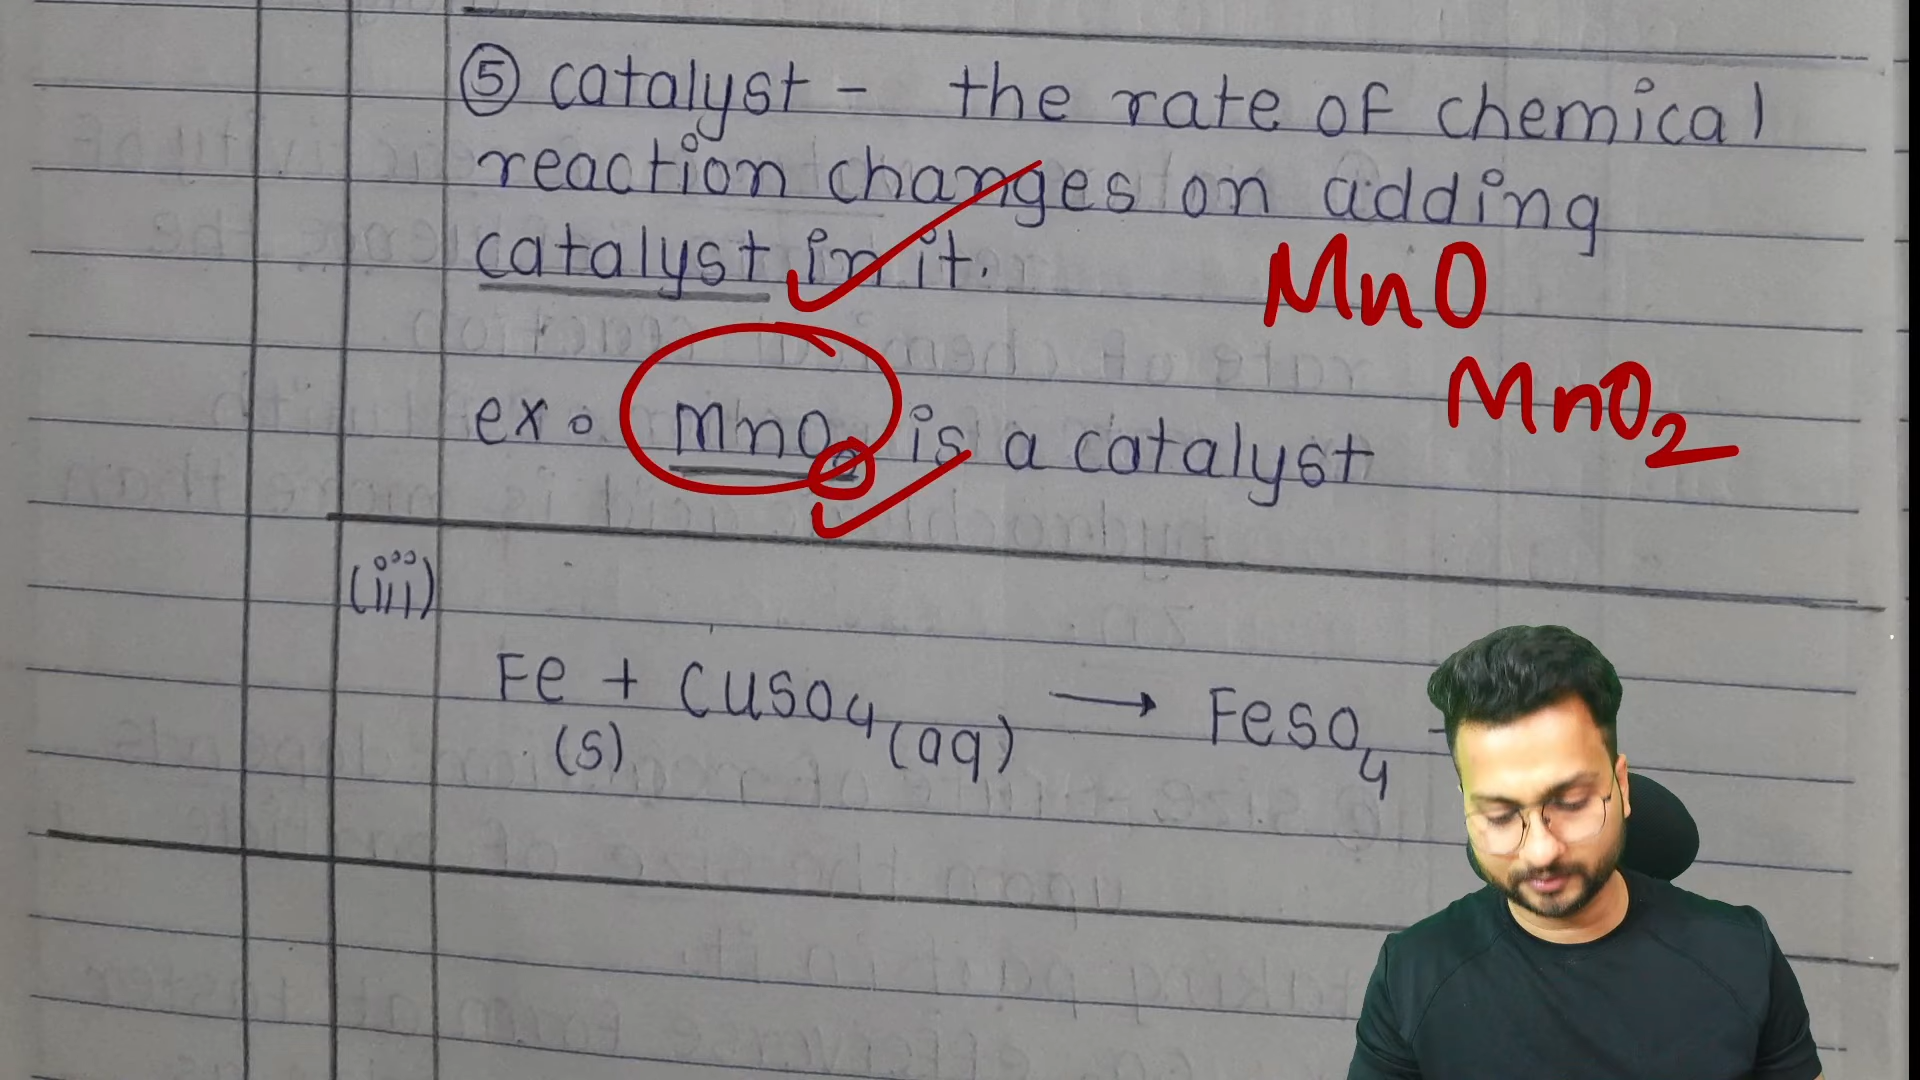 ⑤ catalyst - the rate of chemical
reaction changes on adding
catalyst in it.
MnO
MnO₂
ex. MnO₂ is a catalyst
(iii)
Fe + CuSO₄ → FeSO₄
(s) (aq)